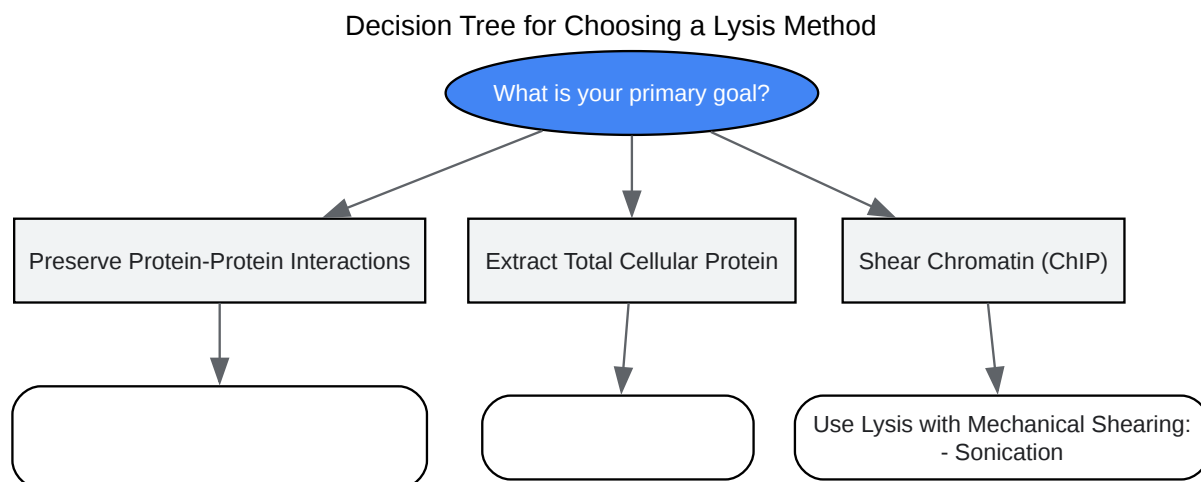 Decision Tree for Choosing a Lysis Method
What is your primary goal?
Preserve Protein-Protein Interactions
Extract Total Cellular Protein
Shear Chromatin (ChIP)
Use Lysis with Mechanical Shearing:
- Sonication